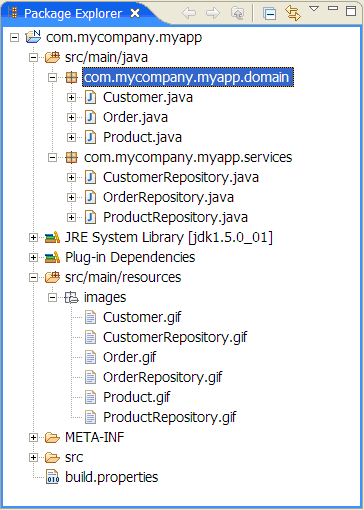 Package Explorer
com.mycompany.myapp
src/main/java
com.mycompany.myapp.domain
Customer.java
Order.java
Product.java
com.mycompany.myapp.services
CustomerRepository.java
OrderRepository.java
ProductRepository.java
JRE System Library [jdk1.5.0_01]
Plug-in Dependencies
src/main/resources
images
Customer.gif
CustomerRepository.gif
Order.gif
OrderRepository.gif
Product.gif
ProductRepository.gif
META-INF
src
build.properties